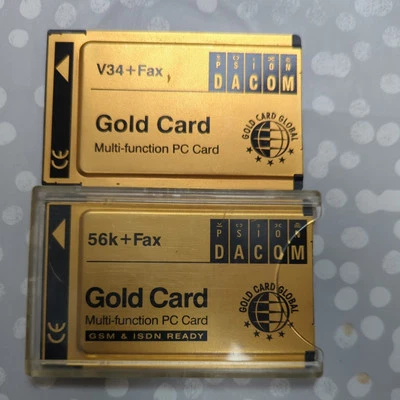 V34+Fax
PSION
DACOM
Gold Card
Multi-function PC Card
GOLD CARD GLOBAL
CE
56k+Fax
PSION
DACOM
Gold Card
Multi-function PC Card
GSM & ISDN READY
GOLD CARD GLOBAL
CE